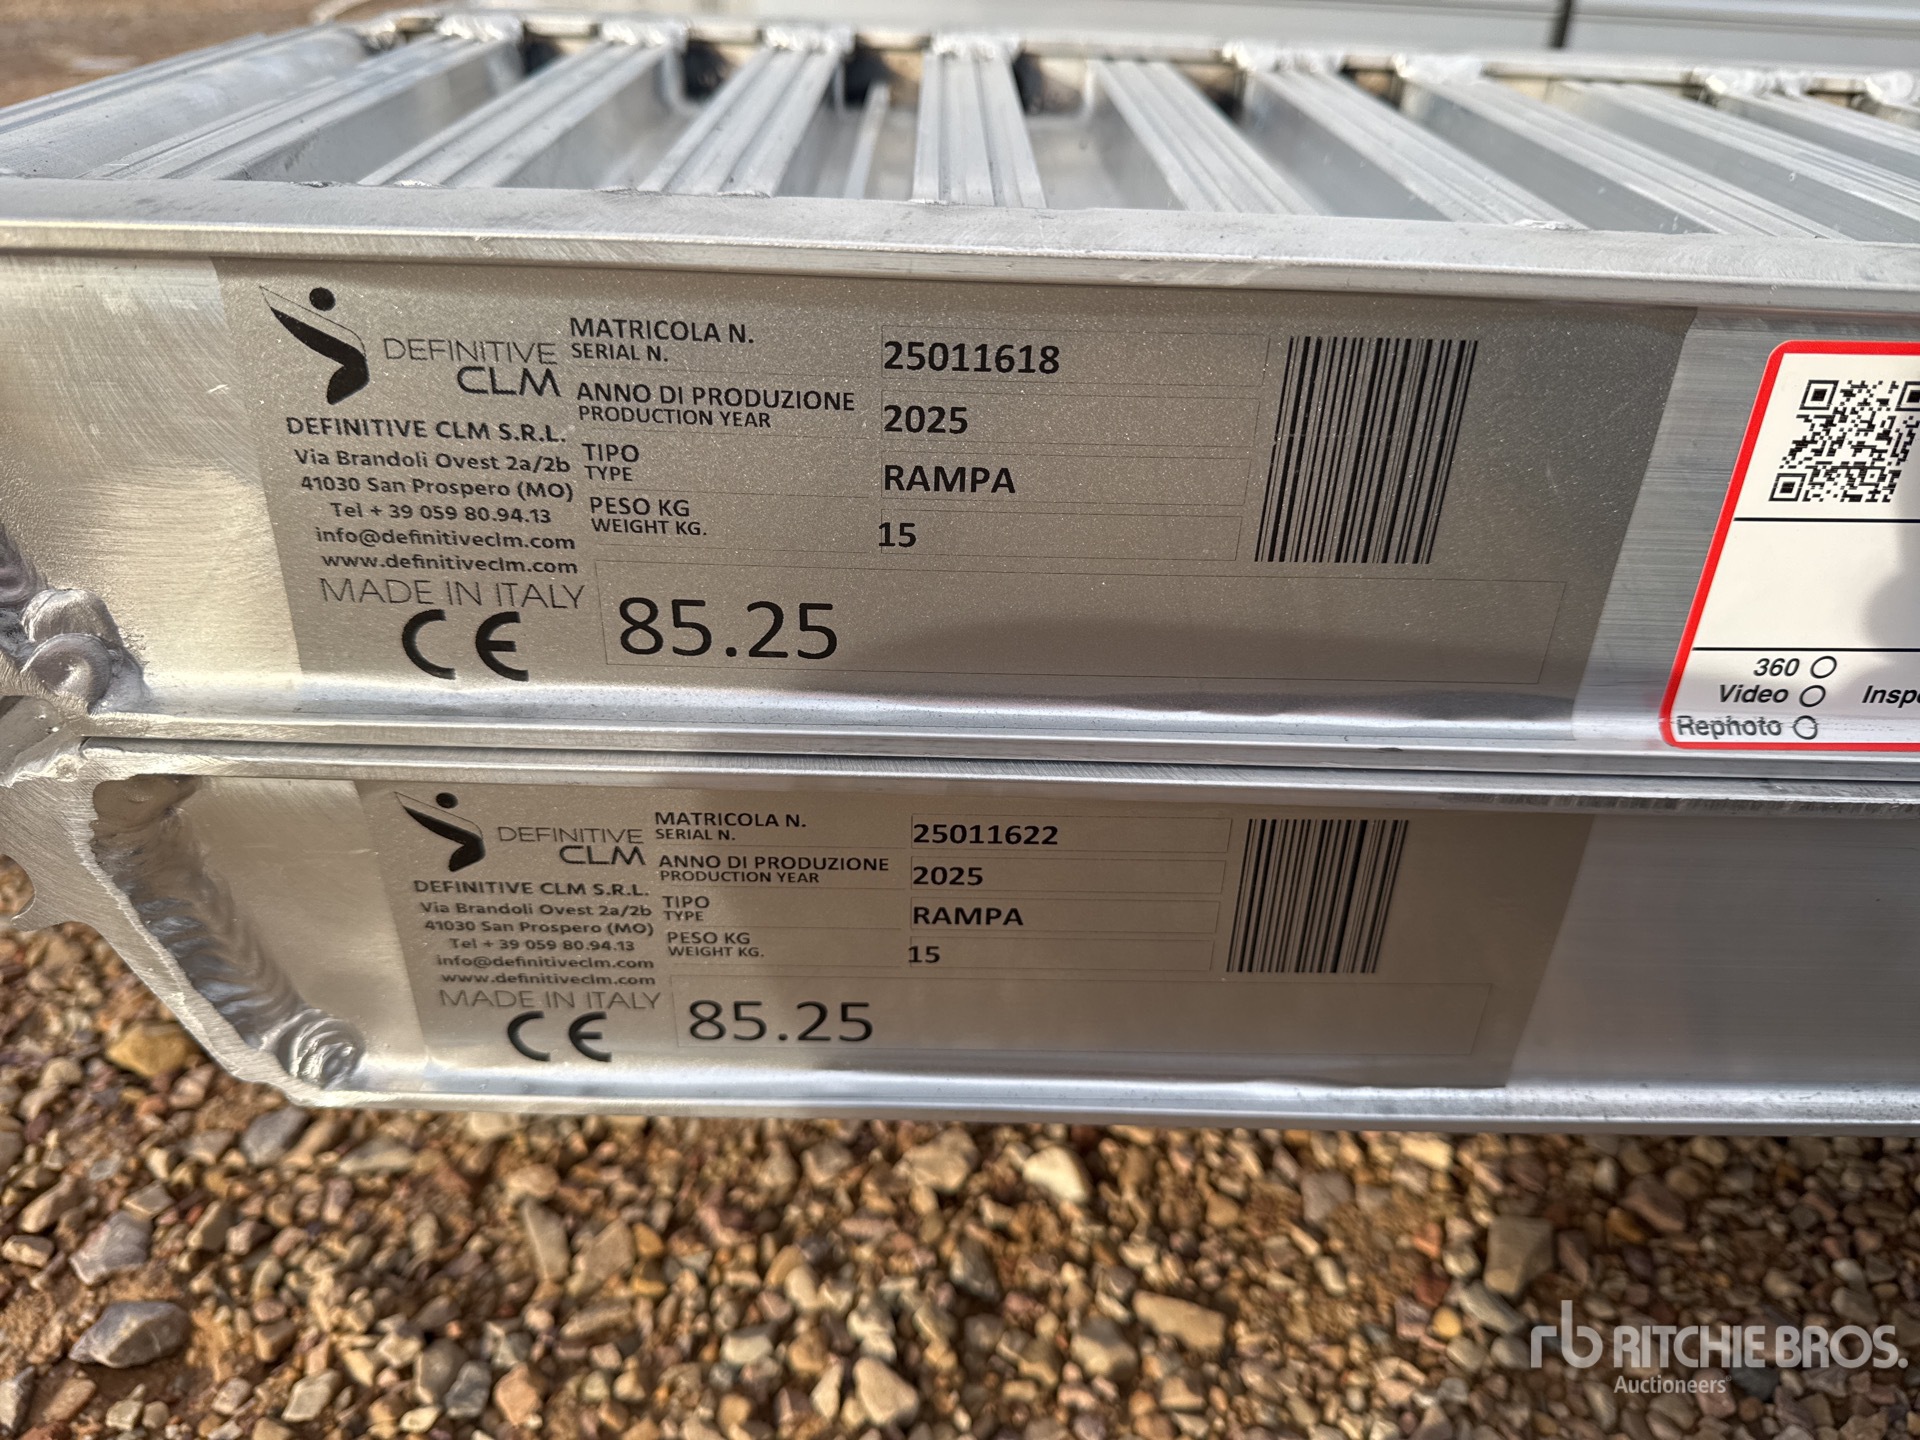 DEFINITIVE
CLM
DEFINITIVE CLM S.R.L.
Via Brandoli Ovest 2a/2b
41030 San Prospero (MO)
Tel + 39 059 80.94.13
info@definitiveclm.com
www.definitiveclm.com
MADE IN ITALY
CE
MATRICOLA N.
SERIAL N.
25011618
ANNO DI PRODUZIONE
PRODUCTION YEAR
2025
TIPO
TYPE
RAMPA
PESO KG
WEIGHT KG.
15
85.25
360
Video
Rephoto
DEFINITIVE
CLM
DEFINITIVE CLM S.R.L.
Via Brandoli Ovest 2a/2b
41030 San Prospero (MO)
Tel + 39 059 80.94.13
info@definitiveclm.com
www.definitiveclm.com
MADE IN ITALY
CE
MATRICOLA N.
SERIAL N.
25011622
ANNO DI PRODUZIONE
PRODUCTION YEAR
2025
TIPO
TYPE
RAMPA
PESO KG
WEIGHT KG.
15
85.25
rb RITCHIE BROS.
Auctioneers